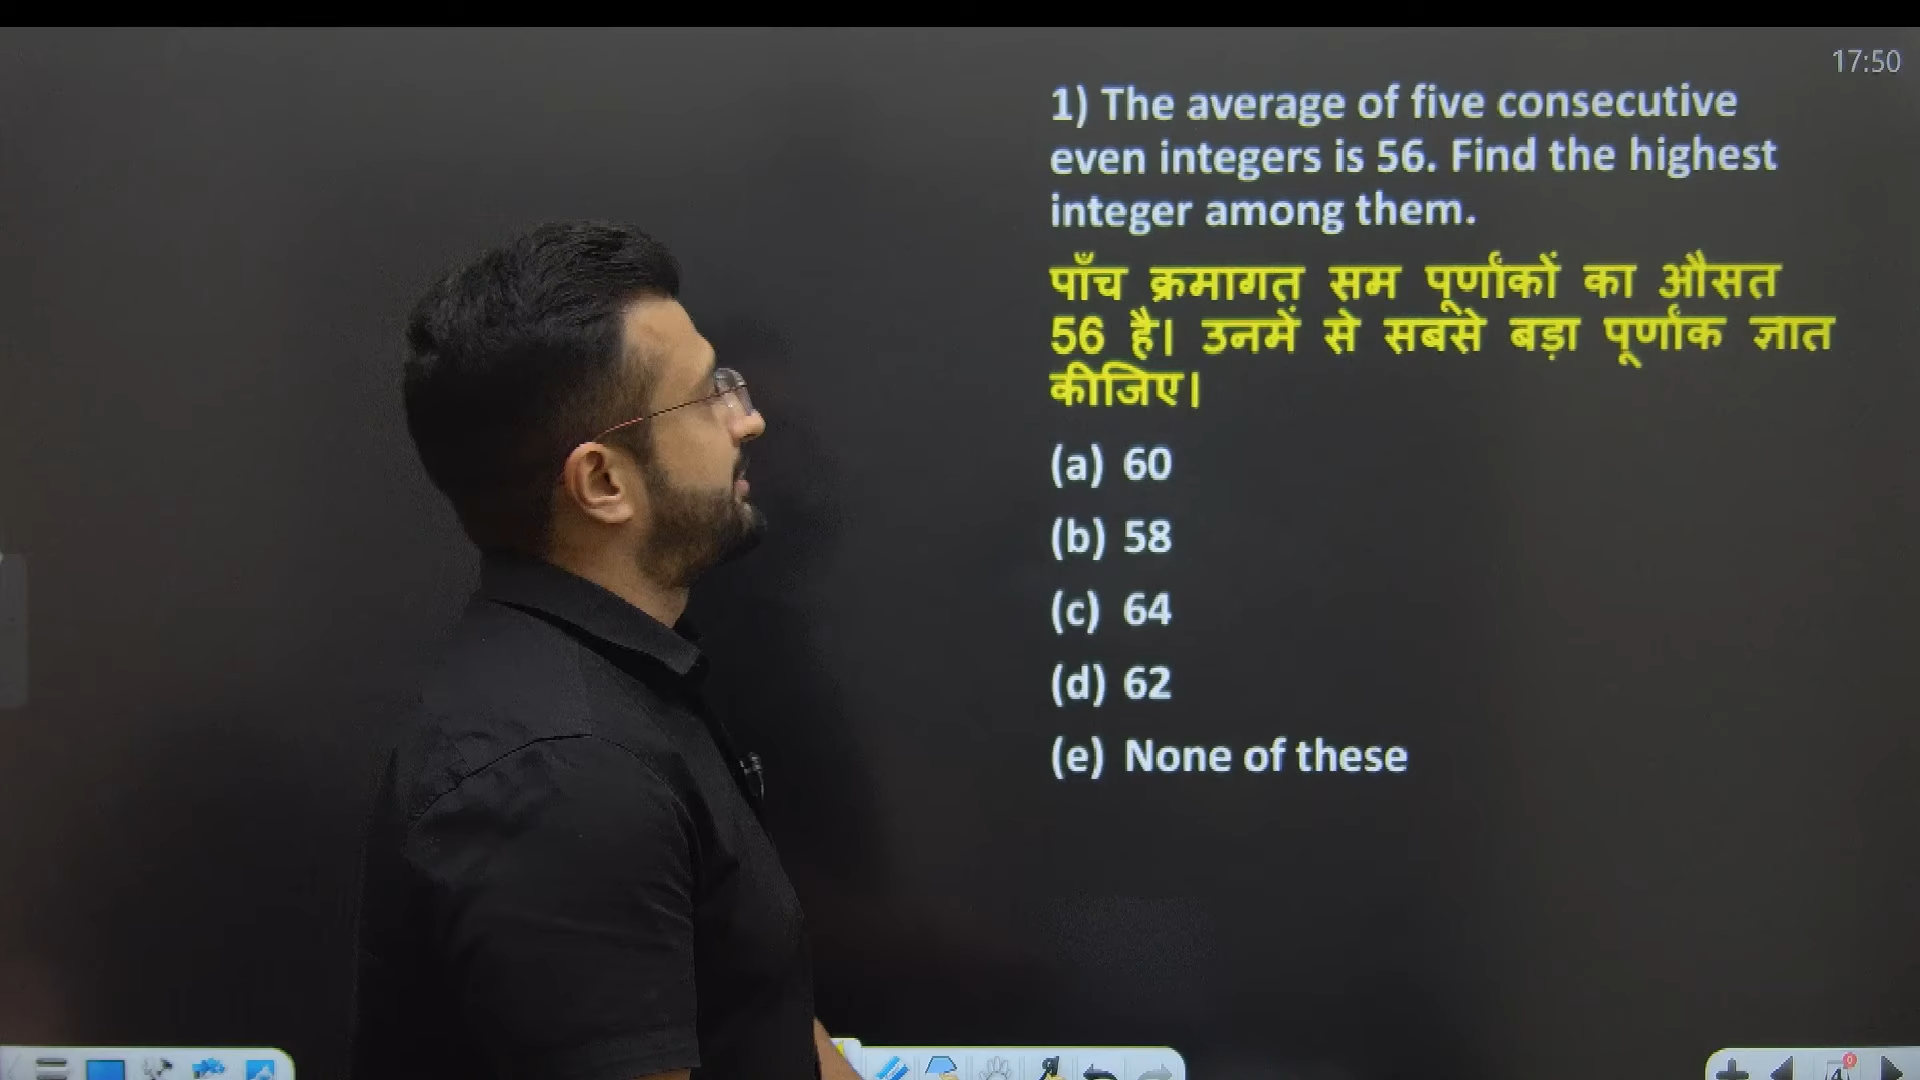 17:50
1) The average of five consecutive
even integers is 56. Find the highest
integer among them.
पाँच क्रमागत सम पूर्णांकों का औसत
56 है। उनमें से सबसे बड़ा पूर्णांक ज्ञात
कीजिए।
(a) 60
(b) 58
(c) 64
(d) 62
(e) None of these